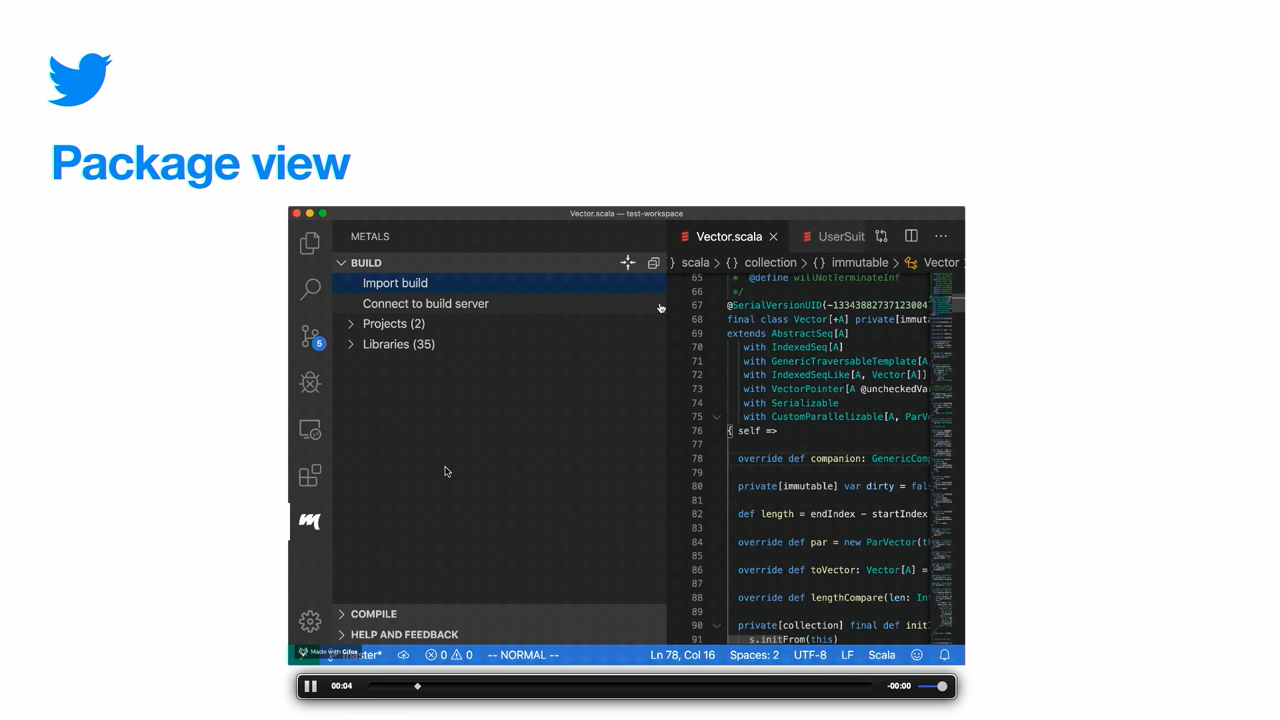 Package view
Vector.scala — test-workspace
METALS
Vector.scala
UserSuit
BUILD
scala > {} collection > {} immutable > Vector
Import build
Connect to build server
Projects (2)
Libraries (35)
65 * @define willNotTerminateInf
66 */
67 @SerialVersionUID(-1334388273712300
68 final class Vector[+A] private[immut
69 extends AbstractSeq[A]
70 with IndexedSeq[A]
71 with GenericTraversableTemplate[A
72 with IndexedSeqLike[A, Vector[A]]
73 with VectorPointer[A @uncheckedVa
74 with Serializable
75 with CustomParallelizable[A, ParV
76 { self =>
77
78 override def companion: GenericCom
79
80 private[immutable] var dirty = fal
81
82 def length = endIndex - startIndex
83
84 override def par = new ParVector(t
85
86 override def toVector: Vector[A] =
87
88 override def lengthCompare(len: In
89
90 private[collection] final def init
91 s.initFrom(this)
5
COMPILE
HELP AND FEEDBACK
Made with Gifox
ster*
0 0
-- NORMAL --
Ln 78, Col 16
Spaces: 2
UTF-8
LF
Scala
00:04
-00:00